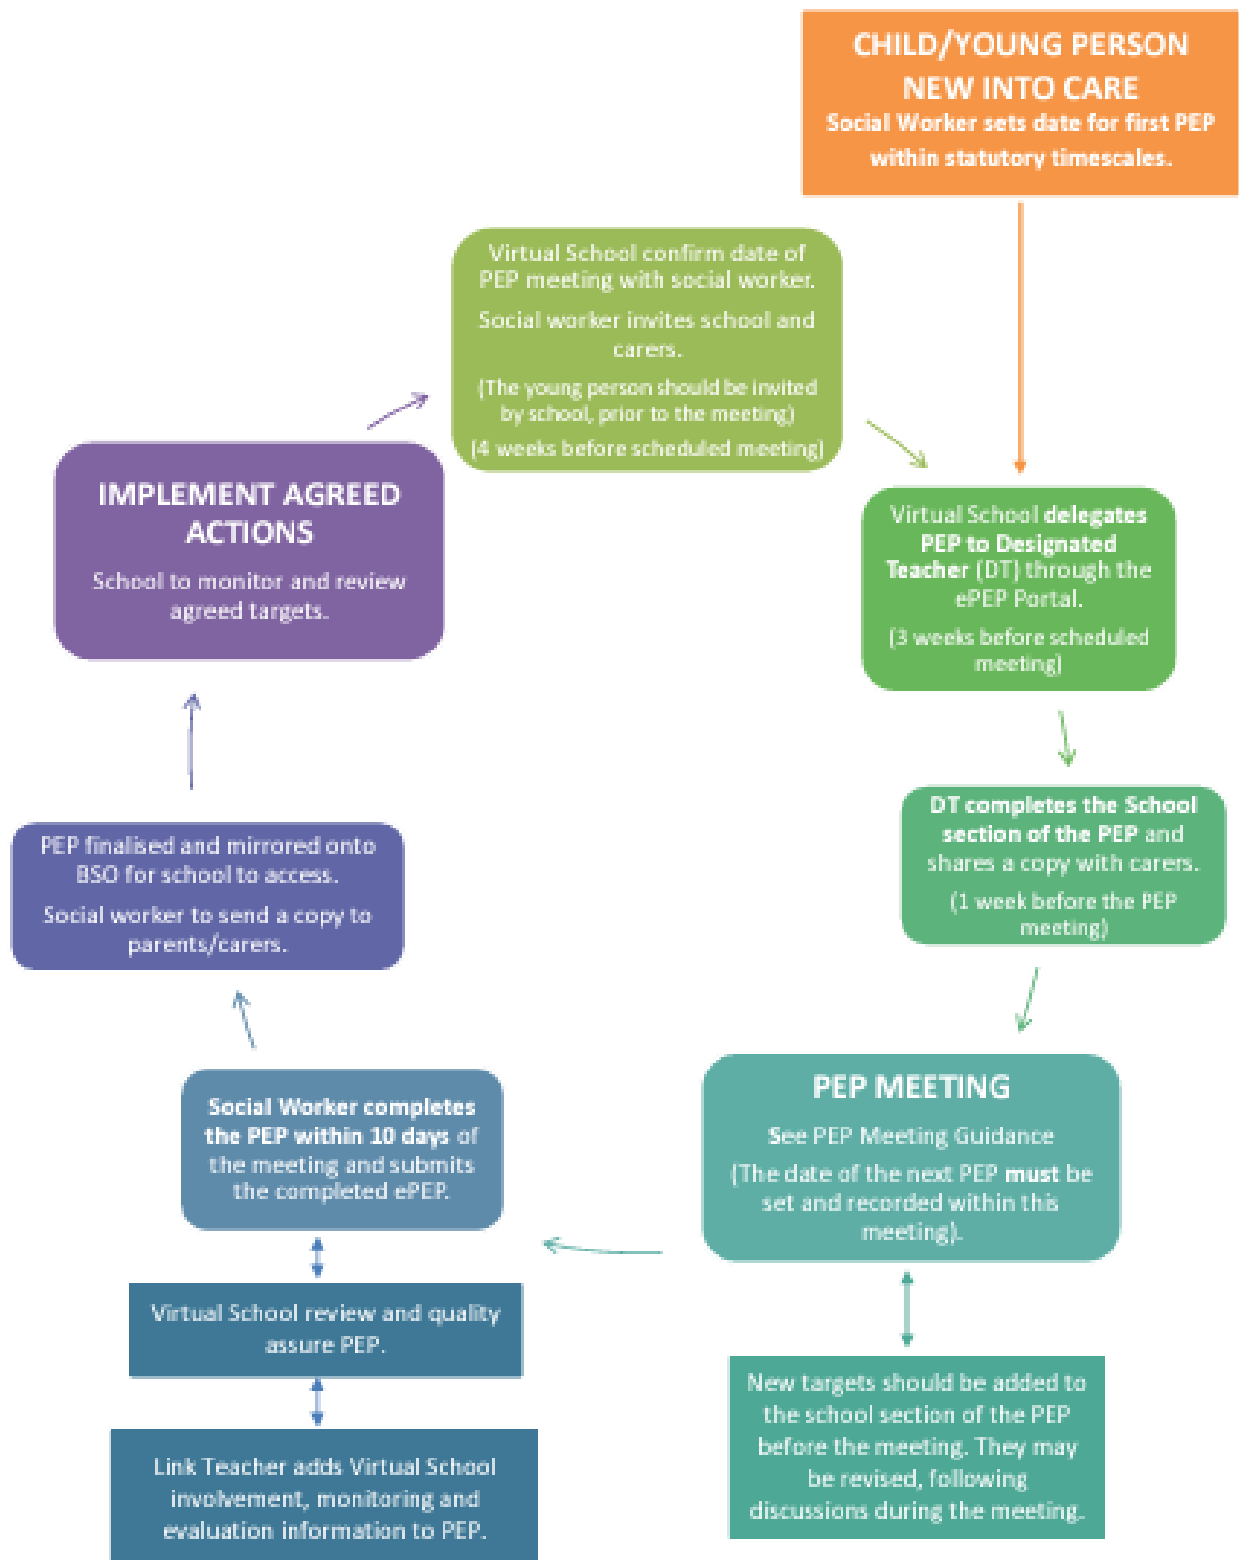 CHILD/YOUNG PERSON
NEW INTO CARE
Social Worker sets date for first PEP
within statutory timescales.
Virtual School confirm date of
PEP meeting with social worker.
Social worker invites school and
carers.
(The young person should be invited
by school, prior to the meeting)
(4 weeks before scheduled meeting)
Virtual School delegates
PEP to Designated
Teacher (DT) through the
ePEP Portal.
(3 weeks before scheduled
meeting)
DT completes the School
section of the PEP and
shares a copy with carers.
(1 week before the PEP
meeting)
PEP MEETING
See PEP Meeting Guidance
(The date of the next PEP must be
set and recorded within this
meeting).
New targets should be added to
the school section of the PEP
before the meeting. They may
be revised, following
discussions during the meeting.
Social Worker completes
the PEP within 10 days of
the meeting and submits
the completed ePEP.
Virtual School review and quality
assure PEP.
Link Teacher adds Virtual School
involvement, monitoring and
evaluation information to PEP.
PEP finalised and mirrored onto
BSO for school to access.
Social worker to send a copy to
parents/carers.
IMPLEMENT AGREED
ACTIONS
School to monitor and review
agreed targets.